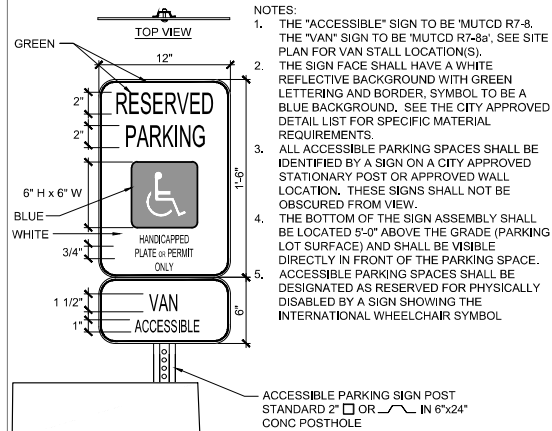 TOP VIEW
GREEN
12"
2"
RESERVED
2"
PARKING
6" H x 6" W
1'-6"
BLUE
WHITE
HANDICAPPED
PLATE OR PERMIT
ONLY
3/4"
1 1/2"
VAN
1"
ACCESSIBLE
6"
NOTES:
1. THE "ACCESSIBLE" SIGN TO BE 'MUTCD R7-8.
THE "VAN" SIGN TO BE 'MUTCD R7-8a', SEE SITE
PLAN FOR VAN STALL LOCATION(S).
2. THE SIGN FACE SHALL HAVE A WHITE
REFLECTIVE BACKGROUND WITH GREEN
LETTERING AND BORDER, SYMBOL TO BE A
BLUE BACKGROUND. SEE THE CITY APPROVED
DETAIL LIST FOR SPECIFIC MATERIAL
REQUIREMENTS.
3. ALL ACCESSIBLE PARKING SPACES SHALL BE
IDENTIFIED BY A SIGN ON A CITY APPROVED
STATIONARY POST OR APPROVED WALL
LOCATION. THESE SIGNS SHALL NOT BE
OBSCURED FROM VIEW.
4. THE BOTTOM OF THE SIGN ASSEMBLY SHALL
BE LOCATED 5'-0" ABOVE THE GRADE (PARKING
LOT SURFACE) AND SHALL BE VISIBLE
DIRECTLY IN FRONT OF THE PARKING SPACE.
5. ACCESSIBLE PARKING SPACES SHALL BE
DESIGNATED AS RESERVED FOR PHYSICALLY
DISABLED BY A SIGN SHOWING THE
INTERNATIONAL WHEELCHAIR SYMBOL
ACCESSIBLE PARKING SIGN POST
STANDARD 2" OR IN 6"x24"
CONC POSTHOLE